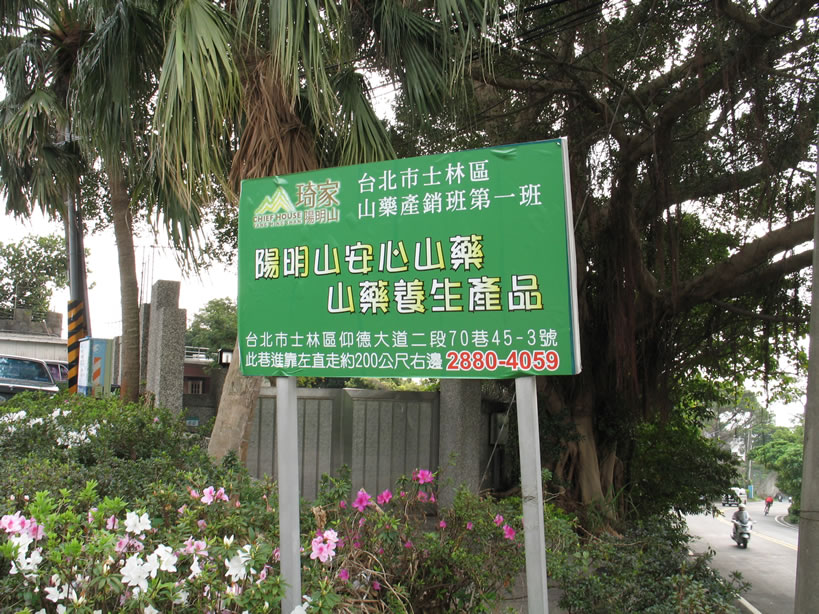 琦家
CHIEF HOUSE
陽明山
台北市士林區
山藥產銷班第一班
陽明山安心山藥
山藥養生產品
台北市士林區仰德大道二段70巷45-3號
此巷進靠左直走約200公尺右邊 2880-4059